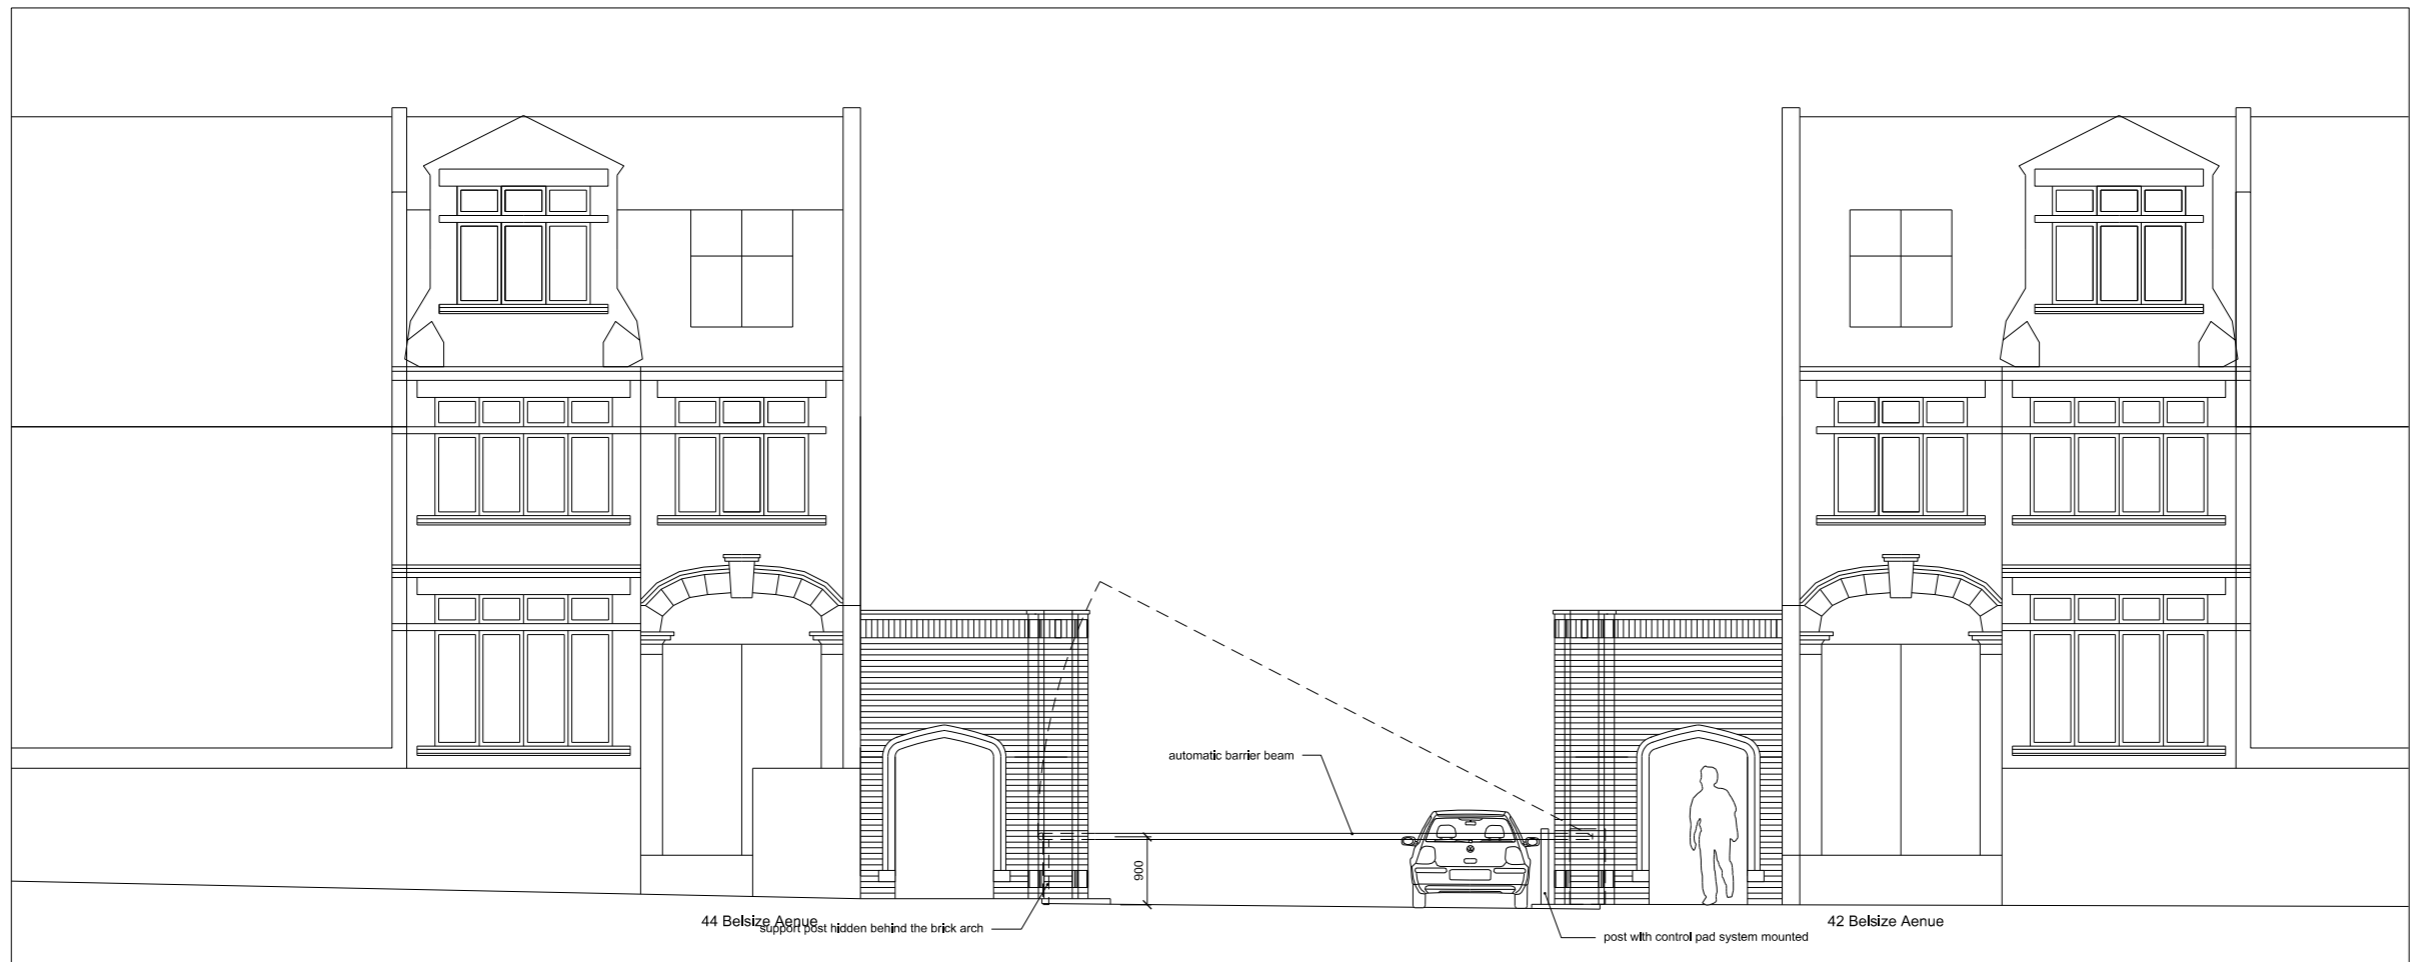 automatic barrier beam
900
44 Belsize Aenue
support post hidden behind the brick arch
42 Belsize Aenue
post with control pad system mounted